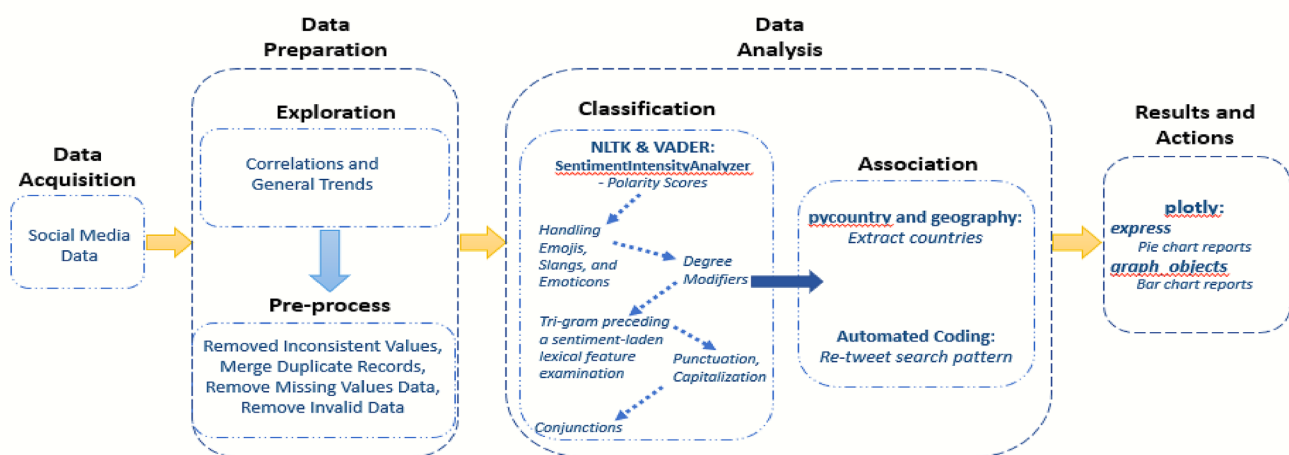 Data
Acquisition
Social Media
Data
Data
Preparation
Exploration
Correlations and
General Trends
Pre-process
Removed Inconsistent Values,
Merge Duplicate Records,
Remove Missing Values Data,
Remove Invalid Data
Data
Analysis
Classification
NLTK & VADER:
SentimentIntensityAnalyzer
- Polarity Scores
Handling
Emojis,
Slangs, and
Emoticons
Degree
Modifiers
Tri-gram preceding
a sentiment-laden
lexical feature
examination
Punctuation,
Capitalization
Conjunctions
Association
pycountry and geography:
Extract countries
Automated Coding:
Re-tweet search pattern
Results and
Actions
plotly:
express
Pie chart reports
graph_objects
Bar chart reports